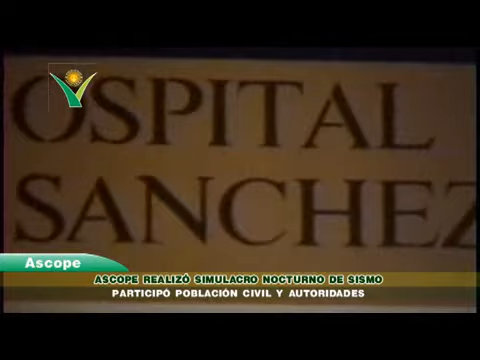 OSPITAL
SANCHEZ
Ascope
ASCOPE REALIZÓ SIMULACRO NOCTURNO DE SISMO
PARTICIPÓ POBLACIÓN CIVIL Y AUTORIDADES